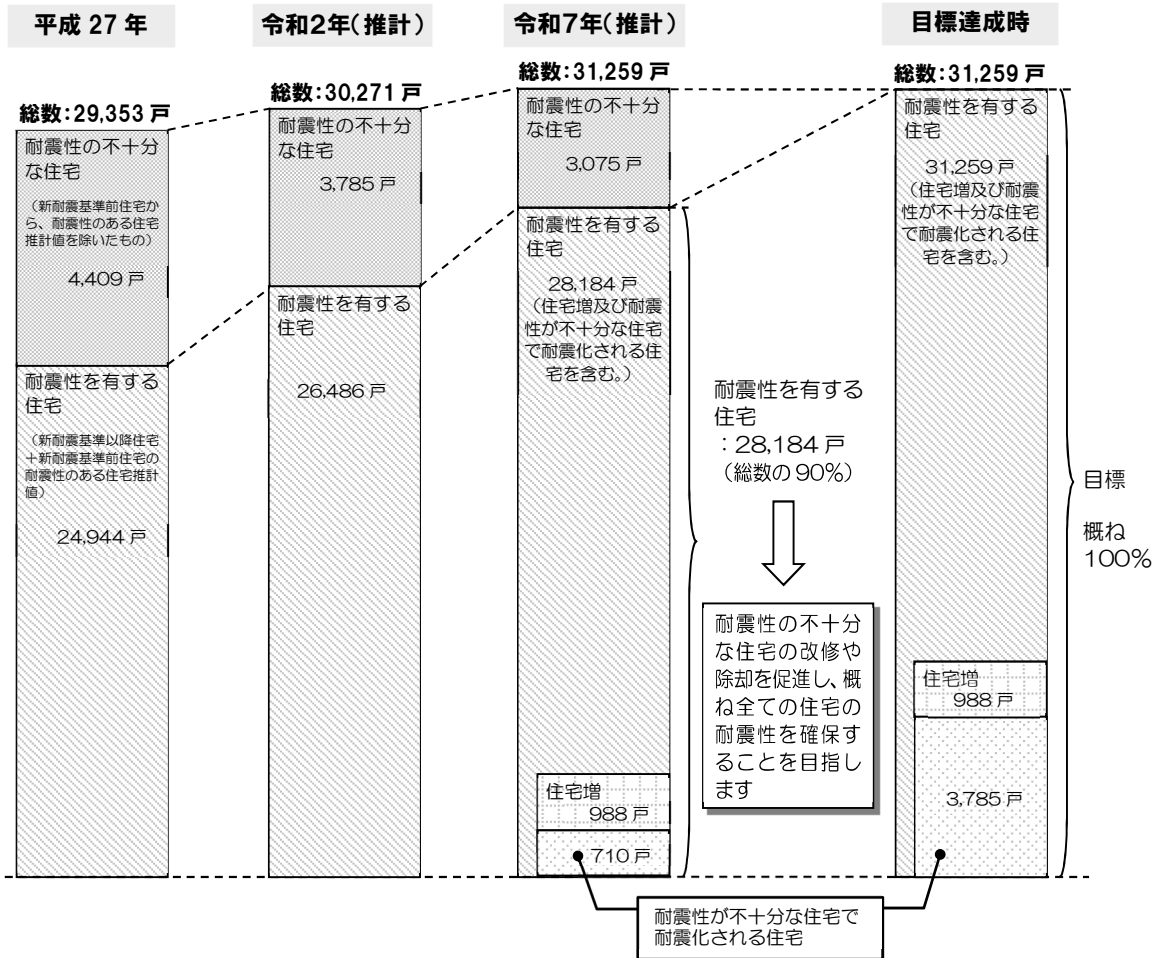 平成 27 年
総数：29,353 戸
耐震性の不十分
な住宅
（新耐震基準前住宅か
ら、耐震性のある住宅
推計値を除いたもの）
4,409 戸
耐震性を有する
住宅
（新耐震基準以降住宅
＋新耐震基準前住宅の
耐震性のある住宅推計
値）
24,944 戸
令和2年（推計）
総数：30,271 戸
耐震性の不十分
な住宅
3,785 戸
耐震性を有する
住宅
26,486 戸
令和7年（推計）
総数：31,259 戸
耐震性の不十分
な住宅
3,075 戸
耐震性を有する
住宅
28,184 戸
（住宅増及び耐震
性が不十分な住宅
で耐震化される住
宅を含む。）
住宅増
988 戸
710 戸
耐震性を有する
住宅
：28,184 戸
（総数の 90％）
耐震性の不十分
な住宅の改修や
除却を促進し、概
ね全ての住宅の
耐震性を確保す
ることを目指し
ます
目標達成時
総数：31,259 戸
耐震性を有する
住宅
31,259 戸
（住宅増及び耐震
性が不十分な住宅
で耐震化される住
宅を含む。）
住宅増
988 戸
3,785 戸
目標
概ね
100％
耐震性が不十分な住宅で
耐震化される住宅